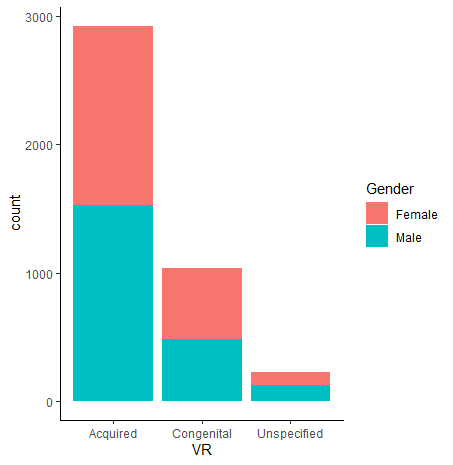 3000
2000
1000
0
count
Acquired
Congenital
Unspecified
VR
Gender
Female
Male